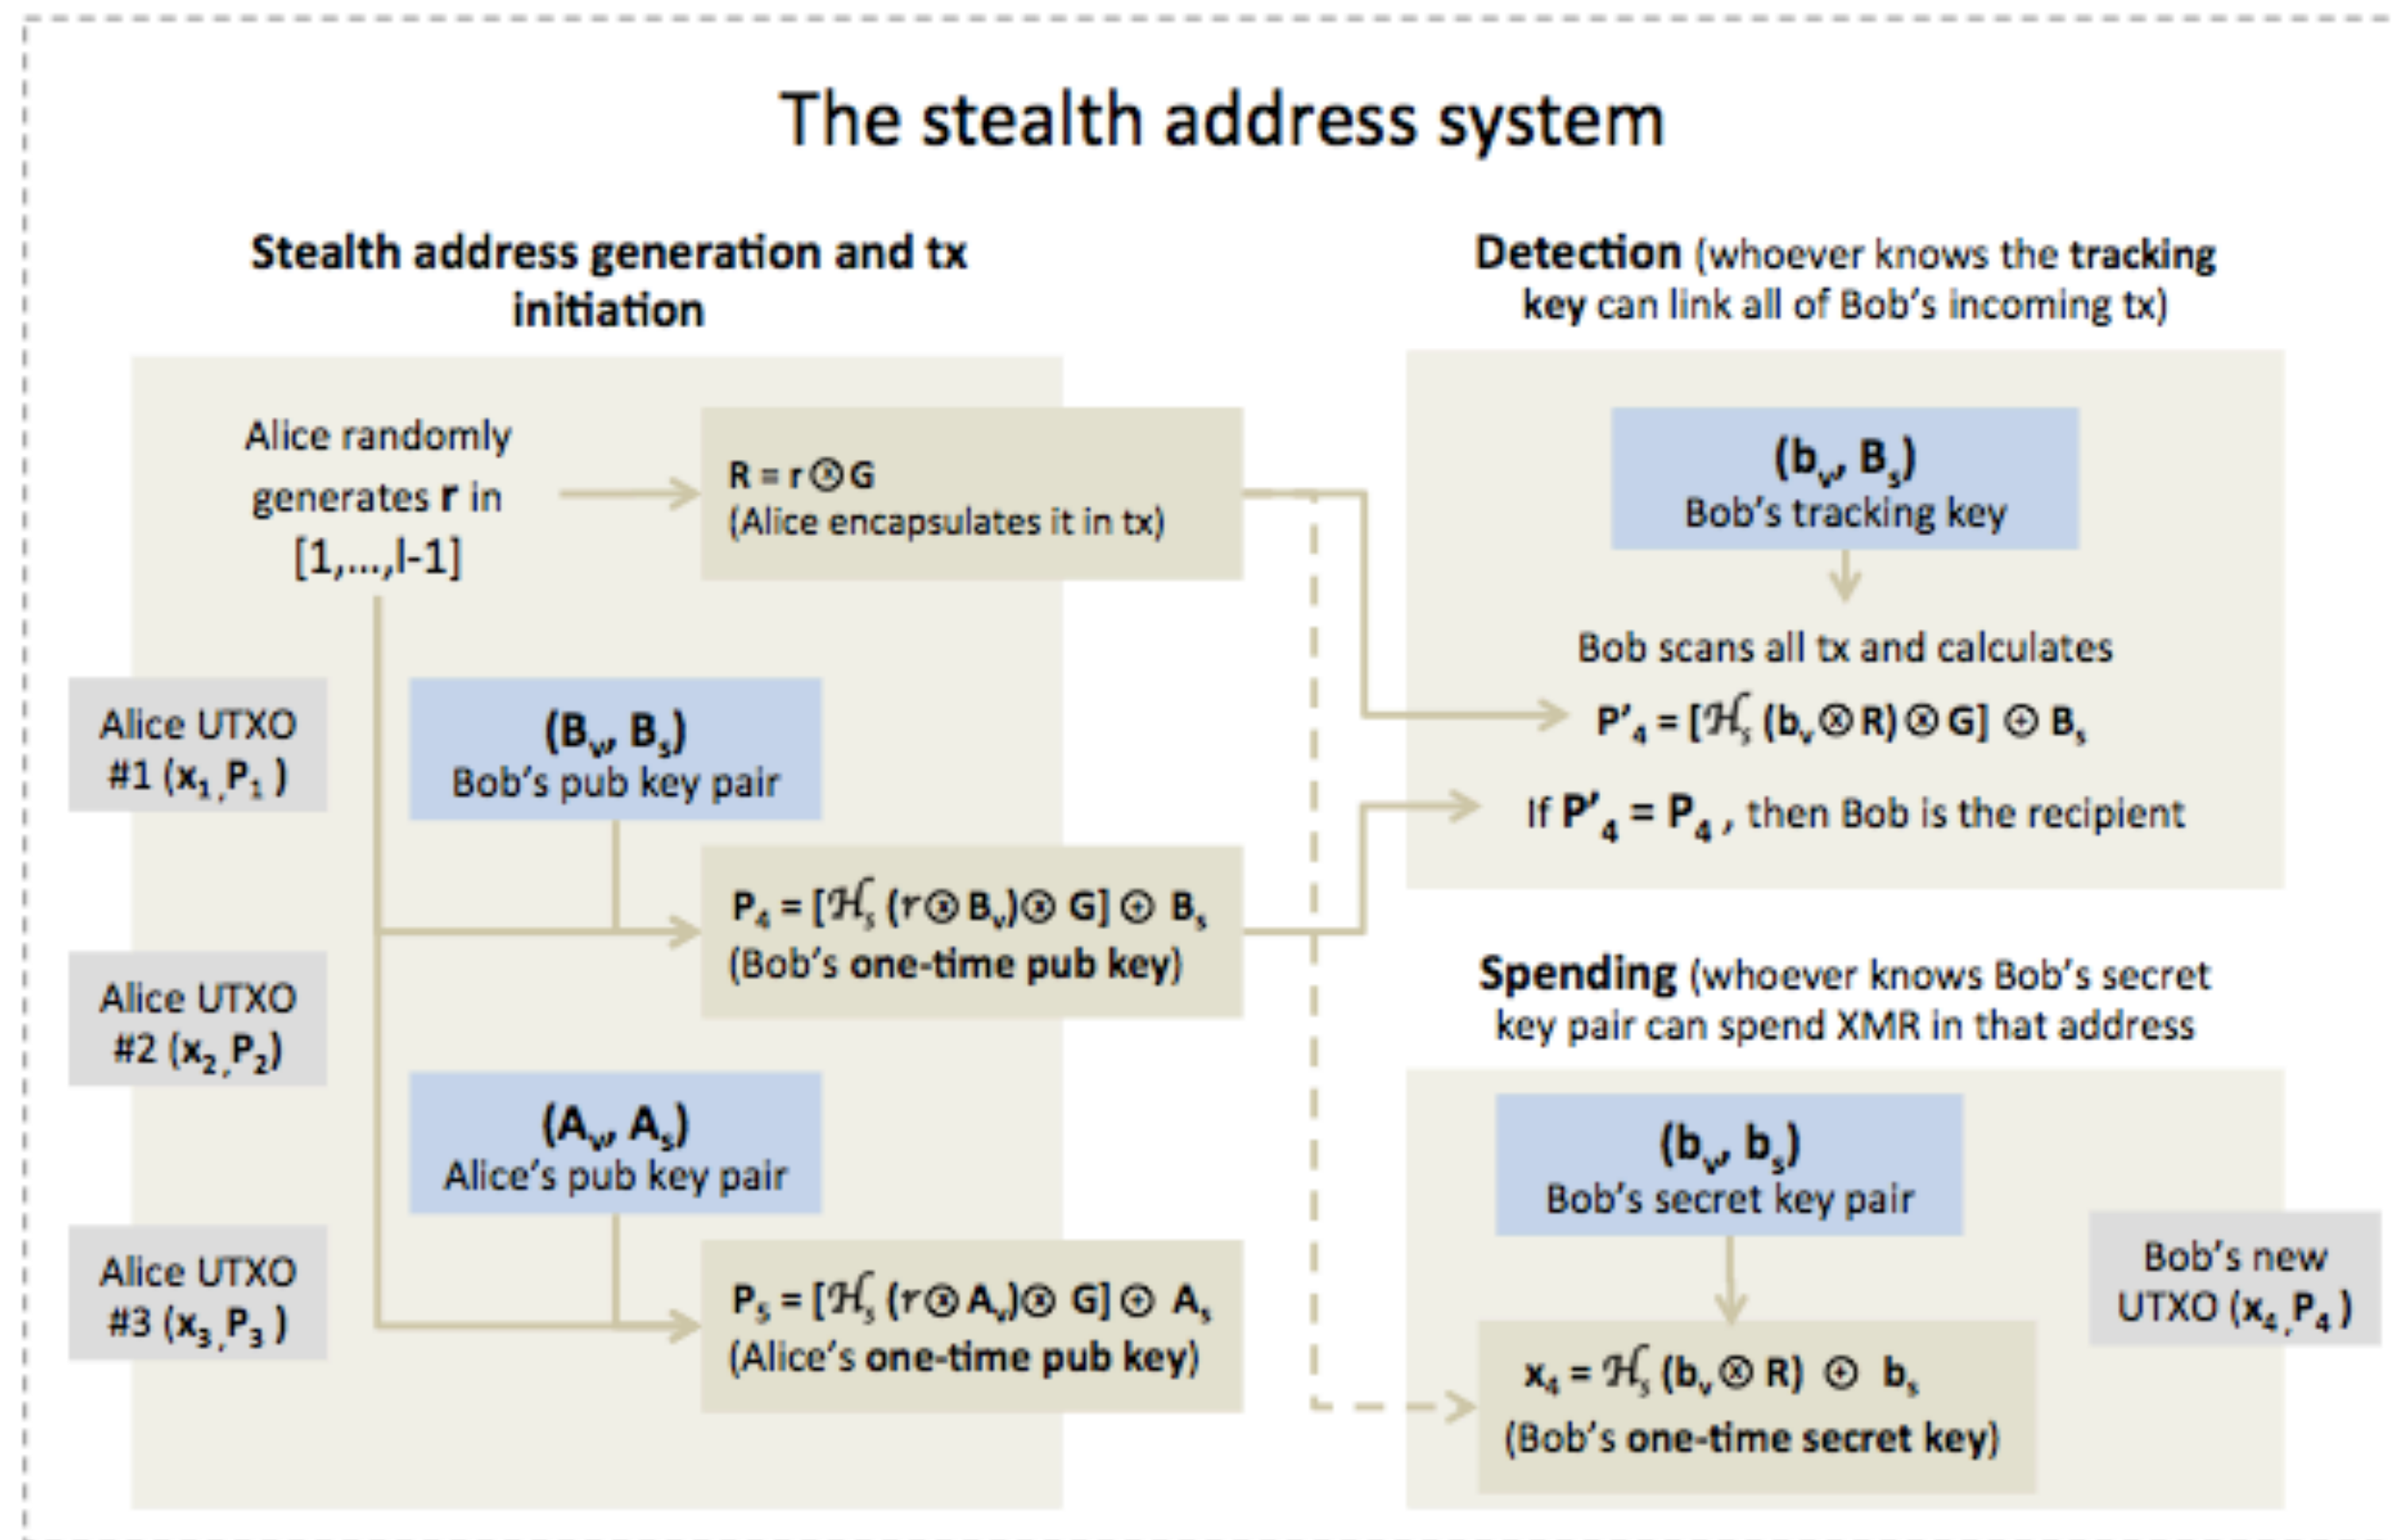 The stealth address system
Stealth address generation and tx
initiation
Alice randomly
generates r in
[1,...,l-1]
R = r ⊗ G
(Alice encapsulates it in tx)
Alice UTXO
#1 (x₁,P₁ )
(Bᵥ, Bₛ)
Bob's pub key pair
P₄ = [ℋₛ (r⊗ Bᵥ)⊗ G] ⊕ Bₛ
(Bob's one-time pub key)
Alice UTXO
#2 (x₂,P₂)
(Aᵥ, Aₛ)
Alice's pub key pair
Alice UTXO
#3 (x₃,P₃ )
P₅ = [ℋₛ (r⊗ Aᵥ)⊗ G] ⊕ Aₛ
(Alice's one-time pub key)
Detection (whoever knows the tracking
key can link all of Bob's incoming tx)
(bᵥ, Bₛ)
Bob's tracking key
Bob scans all tx and calculates
P'₄ = [ℋₛ (bᵥ⊗ R) ⊗ G] ⊕ Bₛ
If P'₄ = P₄ , then Bob is the recipient
Spending (whoever knows Bob's secret
key pair can spend XMR in that address
(bᵥ, bₛ)
Bob's secret key pair
x₄ = ℋₛ (bᵥ⊗ R) ⊕ bₛ
(Bob's one-time secret key)
Bob's new
UTXO (x₄,P₄ )